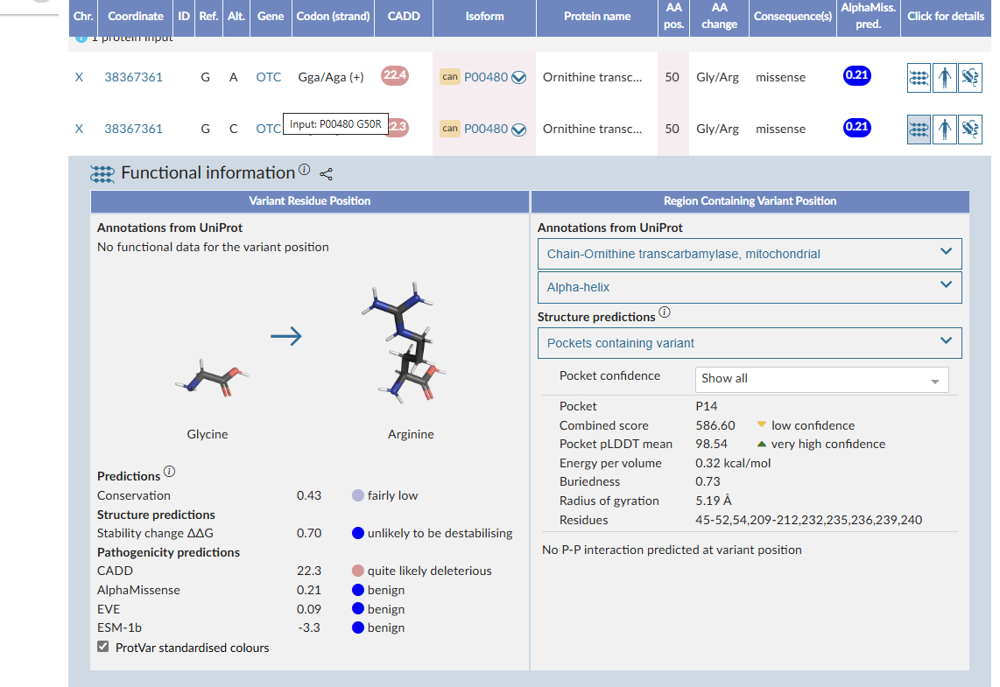 Chr. Coordinate ID Ref. Alt. Gene Codon (strand) CADD Isoform Protein name AA pos. AA change Consequence(s) AlphaMiss. pred. Click for details
1 protein input
X 38367361 G A OTC Gga/Aga (+) 22.4 can P00480 Ornithine transc... 50 Gly/Arg missense 0.21
X 38367361 G C OTC Input: P00480 G50R 2.3 can P00480 Ornithine transc... 50 Gly/Arg missense 0.21
Functional information
Variant Residue Position
Annotations from UniProt
No functional data for the variant position
Glycine Arginine
Predictions
Conservation 0.43 fairly low
Structure predictions
Stability change ΔΔG 0.70 unlikely to be destabilising
Pathogenicity predictions
CADD 22.3 quite likely deleterious
AlphaMissense 0.21 benign
EVE 0.09 benign
ESM-1b -3.3 benign
ProtVar standardised colours
Region Containing Variant Position
Annotations from UniProt
Chain-Ornithine transcarbamylase, mitochondrial
Alpha-helix
Structure predictions
Pockets containing variant
Pocket confidence Show all
Pocket P14
Combined score 586.60 low confidence
Pocket pLDDT mean 98.54 very high confidence
Energy per volume 0.32 kcal/mol
Buriedness 0.73
Radius of gyration 5.19 Å
Residues 45-52,54,209-212,232,235,236,239,240
No P-P interaction predicted at variant position